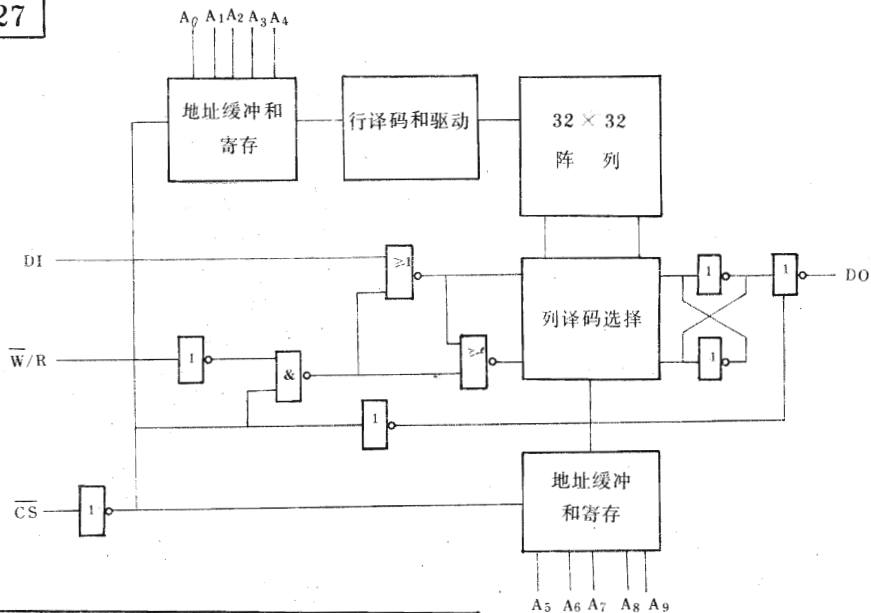 27
A₀ A₁ A₂ A₃ A₄
地址缓冲和
寄存
行译码和驱动
32 × 32
阵 列
DI
≥1
列译码选择
1
1
DO
W̅/R
1
&
≥1
1
1
C̅S̅
1
地址缓冲
和寄存
A₅ A₆ A₇ A₈ A₉